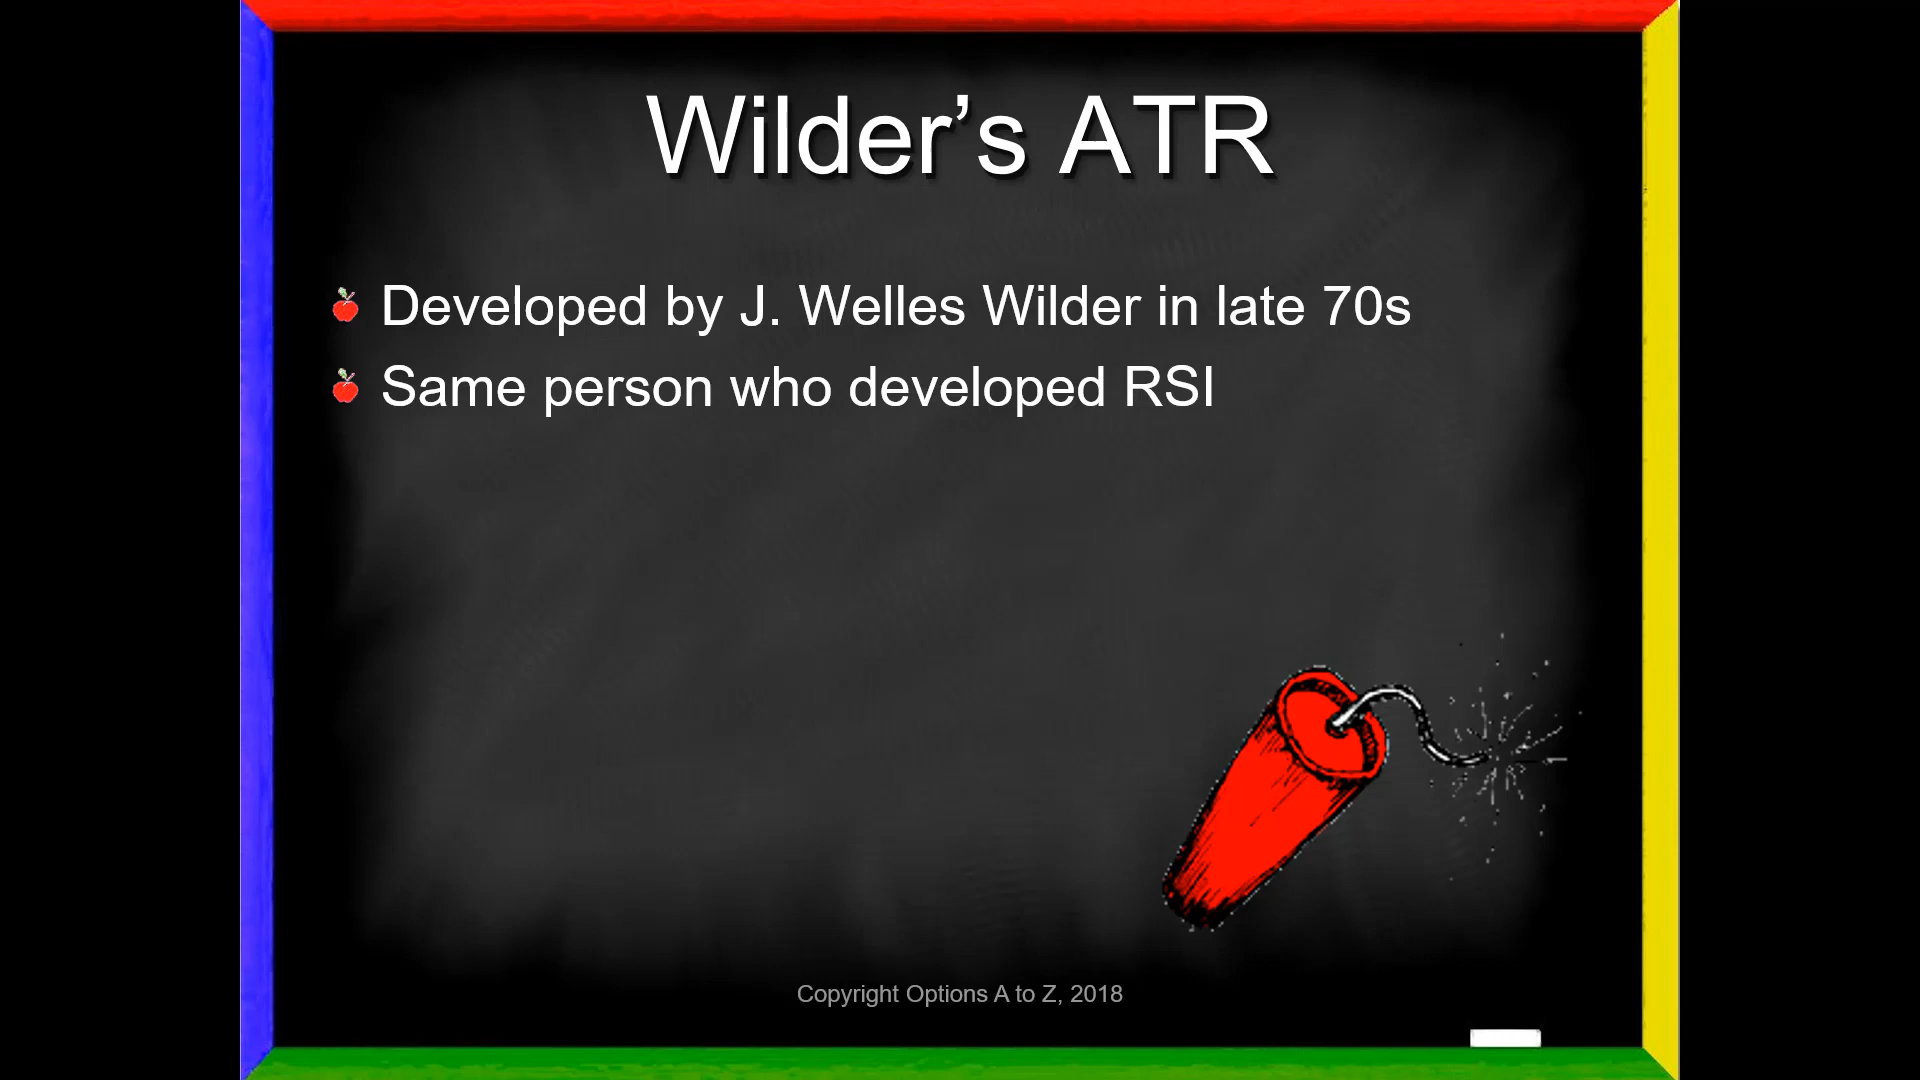 Wilder’s ATR
Developed by J. Welles Wilder in late 70s
Same person who developed RSI
Copyright Options A to Z, 2018